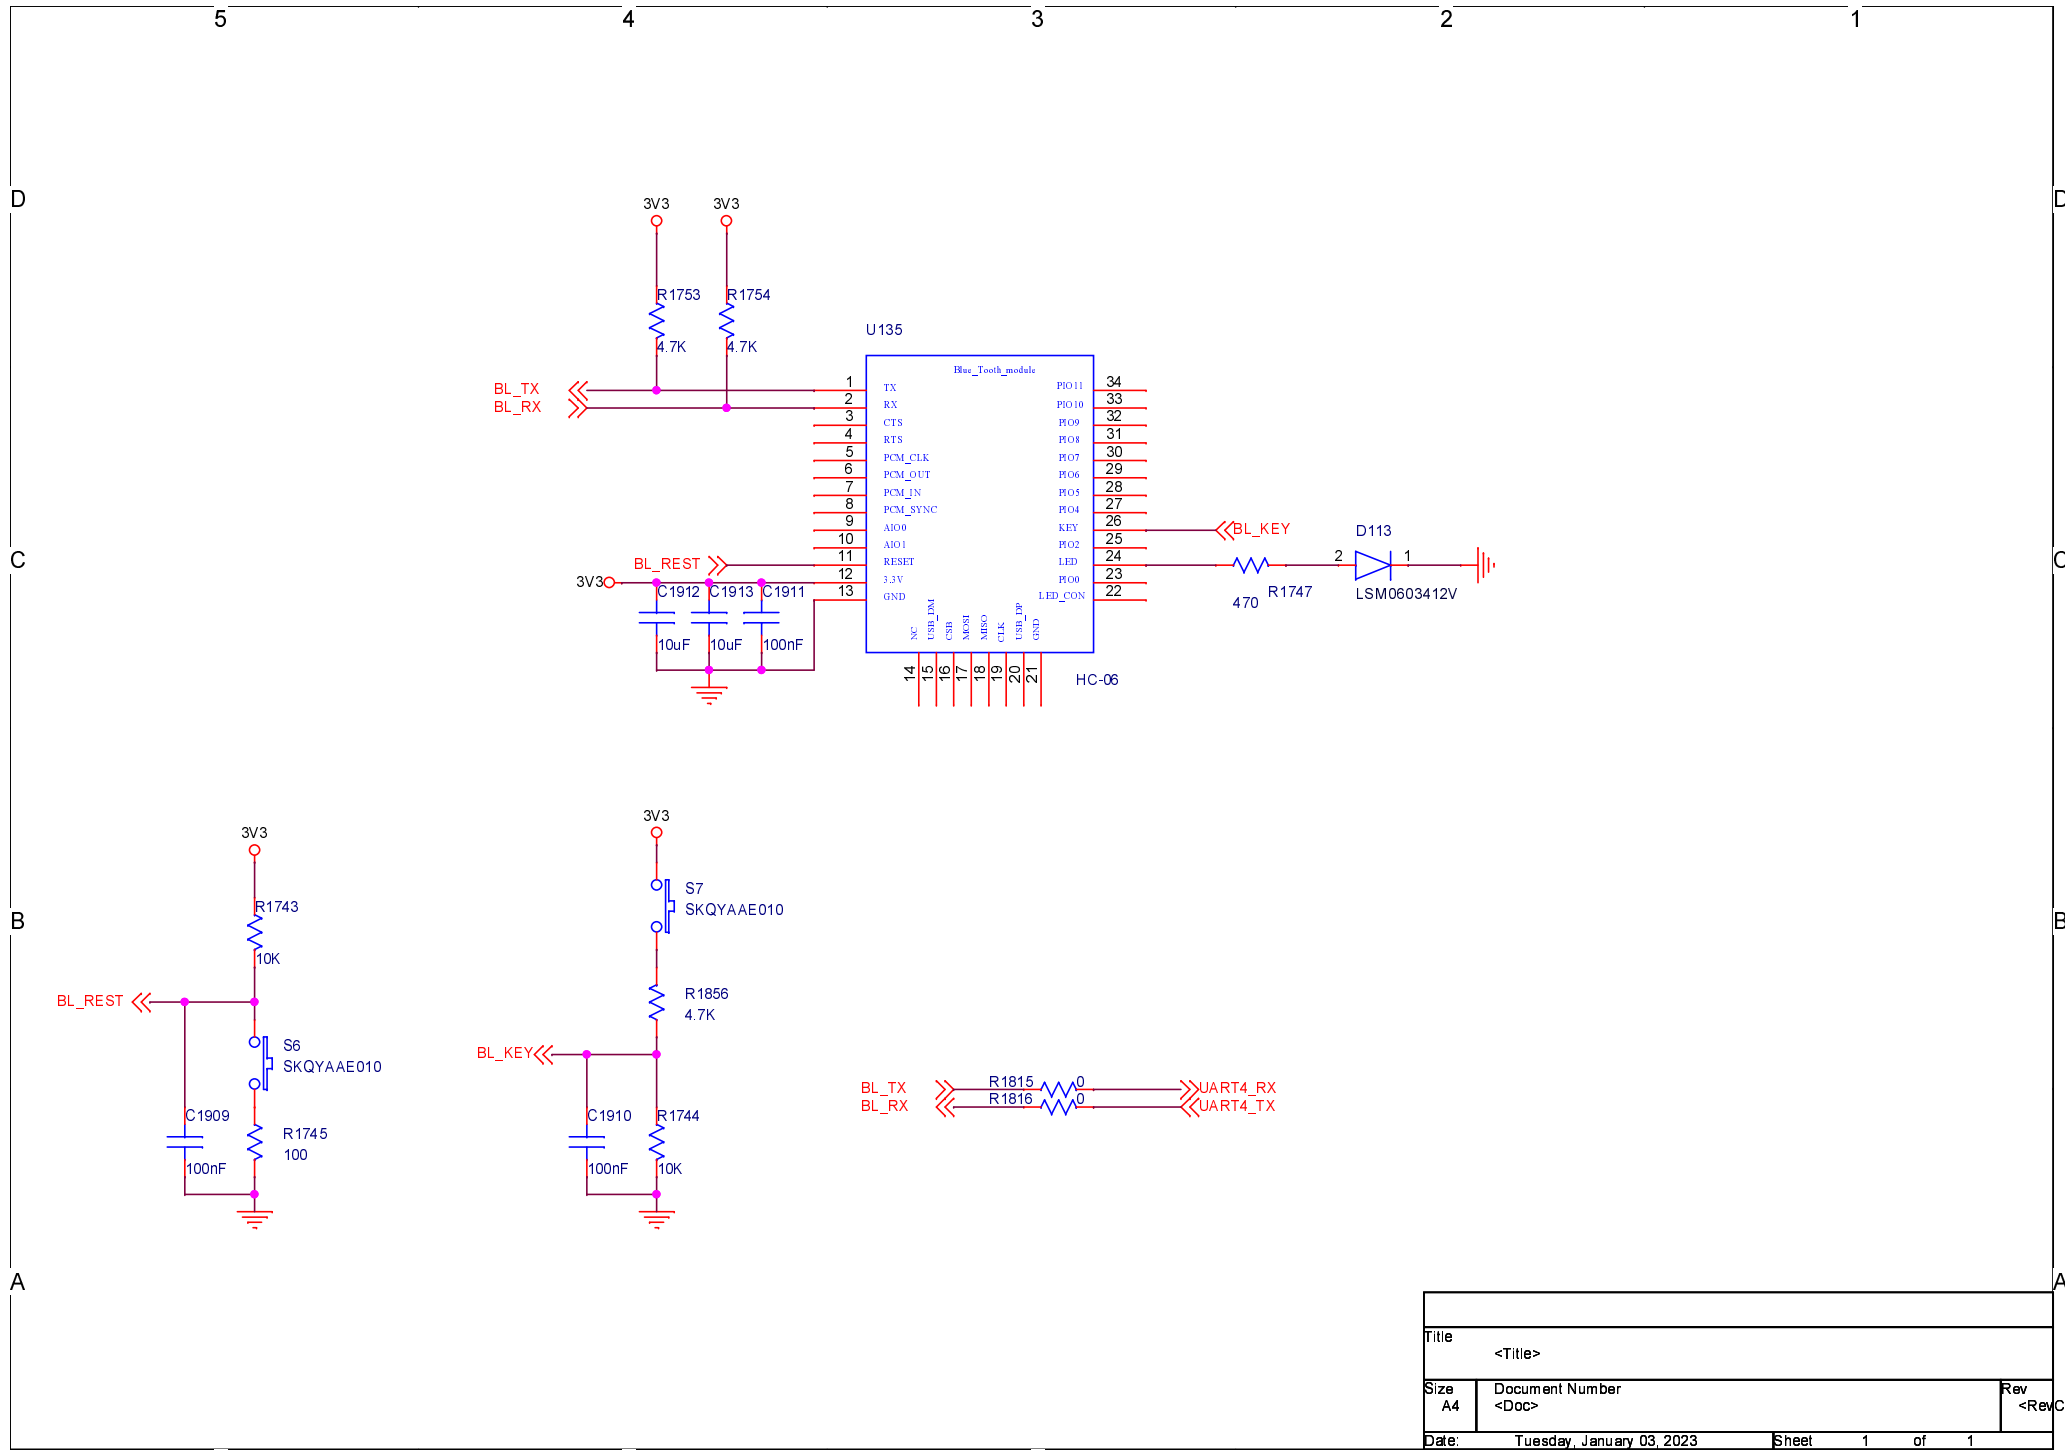 5 4 3 2 1
D D
3V3 3V3
R1753 R1754
4.7K 4.7K
U135
Blue_Tooth_module
BL_TX 1 TX PIO11 34
BL_RX 2 RX PIO10 33
3 CTS PIO9 32
4 RTS PIO8 31
5 PCM_CLK PIO7 30
6 PCM_OUT PIO6 29
7 PCM_IN PIO5 28
8 PCM_SYNC PIO4 27
9 AIO0 KEY 26 BL_KEY
10 AIO1 PIO2 25
C C
BL_REST 11 RESET LED 24 2 1
D113
3V3 12 3.3V PIO0 23
13 GND LED_CON 22
C1912 C1913 C1911
10uF 10uF 100nF
470 R1747 LSM0603412V
NC USB_DM CSB MOSI MISO CLK USB_DP GND
14 15 16 17 18 19 20 21
HC-06
3V3
R1743
10K
BL_REST
S6
SKQYAAE010
C1909
100nF
R1745
100
3V3
S7
SKQYAAE010
B B
R1856
4.7K
BL_KEY
C1910
100nF
R1744
10K
BL_TX R1815 0 UART4_RX
BL_RX R1816 0 UART4_TX
A A
Title
<Title>
Size Document Number Rev
A4 <Doc> <RevC
Date: Tuesday, January 03, 2023 Sheet 1 of 1